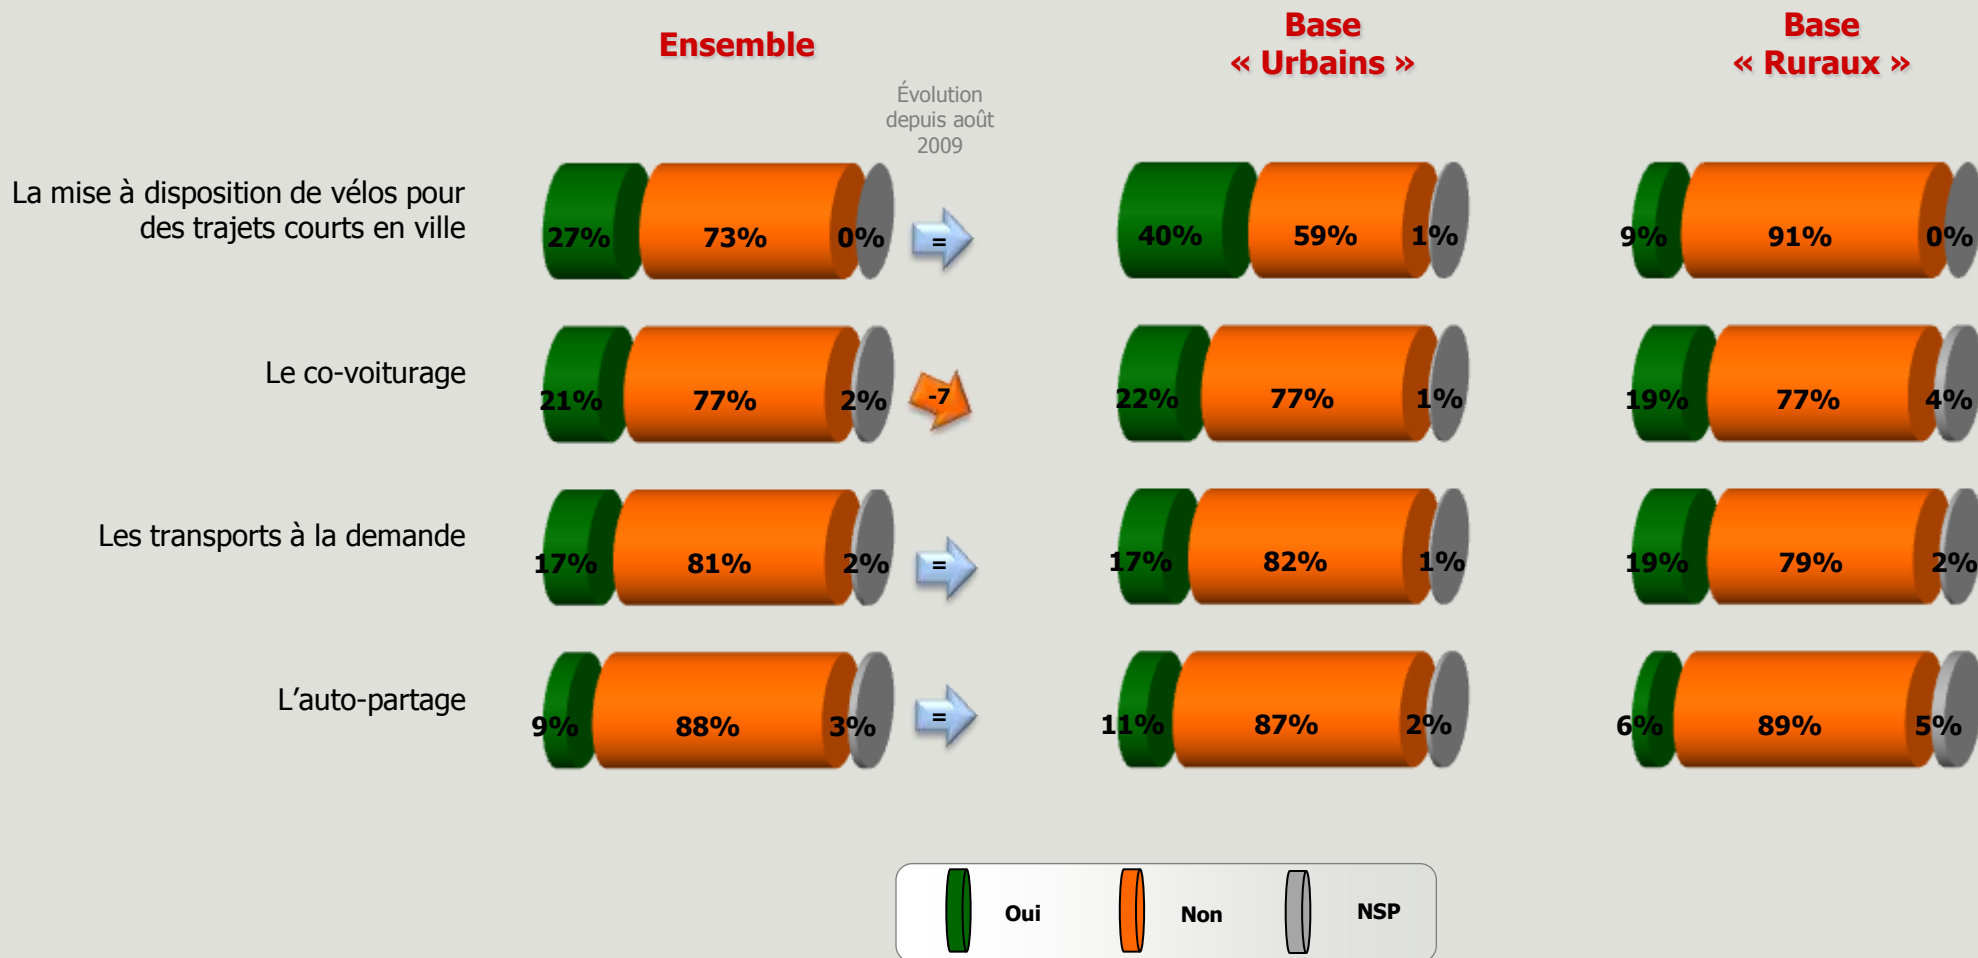 Ensemble
Base
« Urbains »
Base
« Ruraux »
Évolution
depuis août
2009
La mise à disposition de vélos pour
des trajets courts en ville
27% 73% 0% = 40% 59% 1% 9% 91% 0%
Le co-voiturage
21% 77% 2% -7 22% 77% 1% 19% 77% 4%
Les transports à la demande
17% 81% 2% = 17% 82% 1% 19% 79% 2%
L’auto-partage
9% 88% 3% = 11% 87% 2% 6% 89% 5%
Oui Non NSP